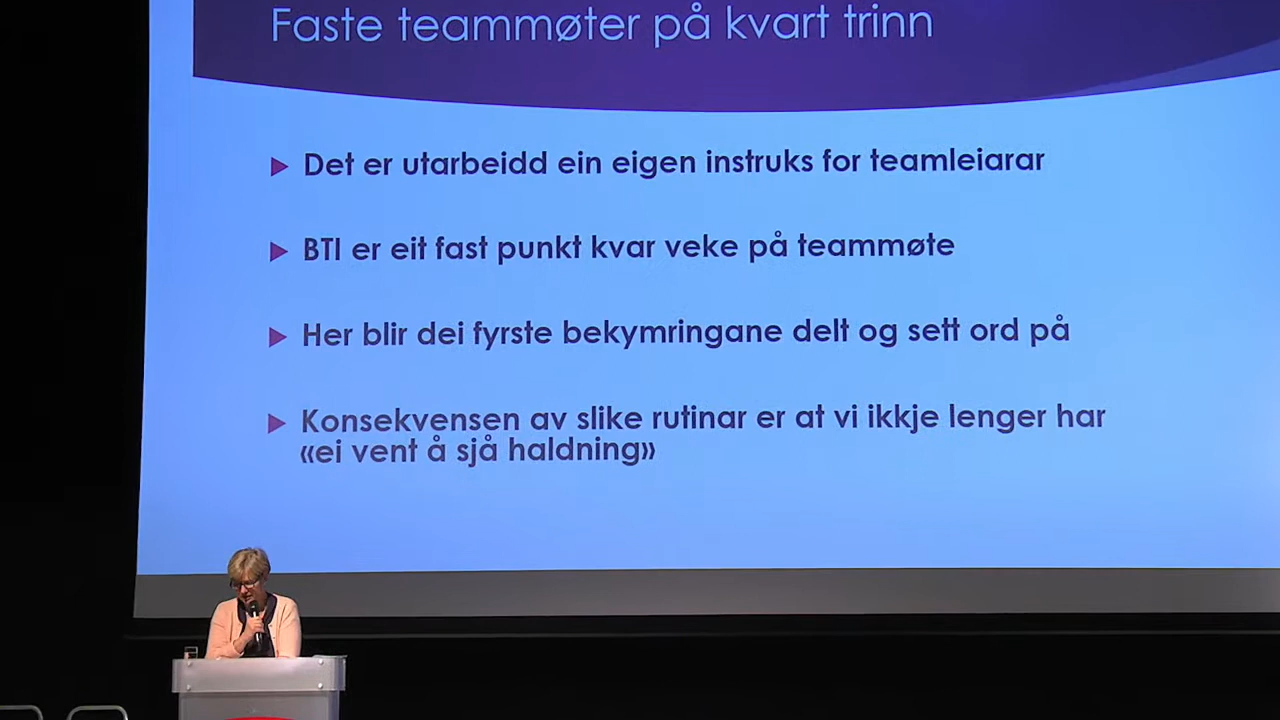 Faste teammøter på kvart trinn
Det er utarbeidd ein eigen instruks for teamleiarar
BTI er eit fast punkt kvar veke på teammøte
Her blir dei fyrste bekymringane delt og sett ord på
Konsekvensen av slike rutinar er at vi ikkje lenger har
«ei vent å sjå haldning»